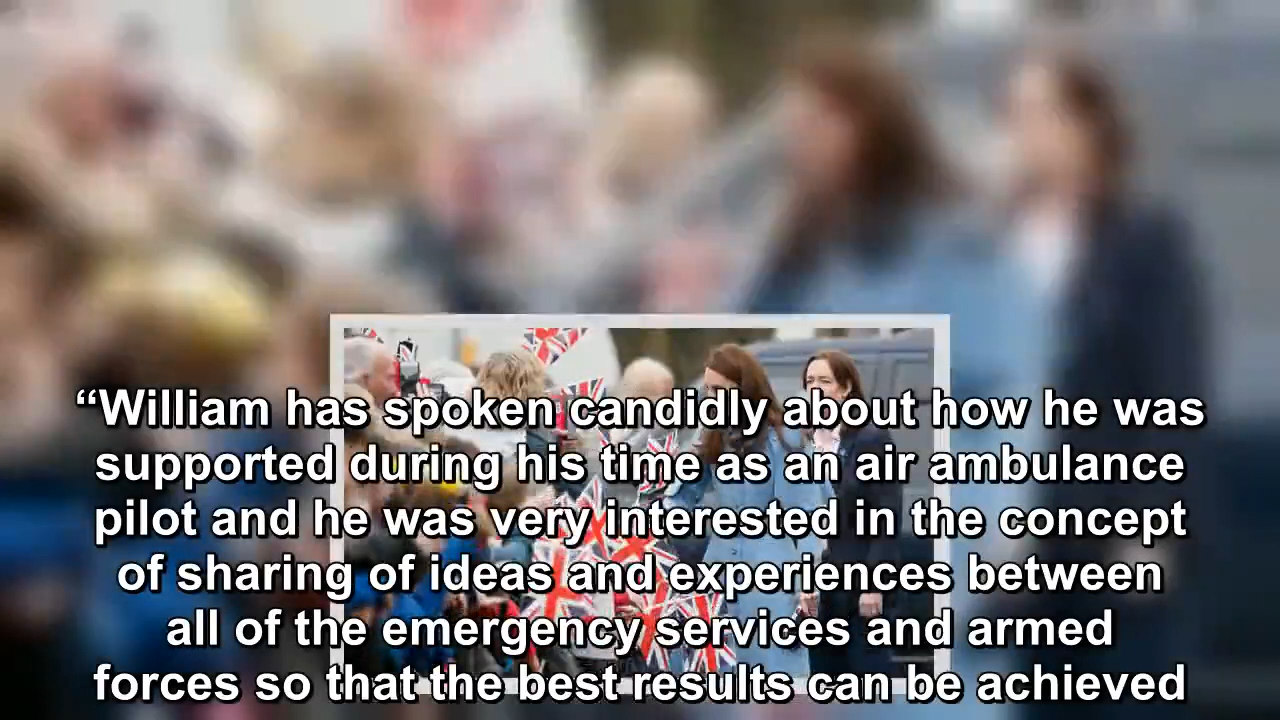 “William has spoken candidly about how he was
supported during his time as an air ambulance
pilot and he was very interested in the concept
of sharing of ideas and experiences between
all of the emergency services and armed
forces so that the best results can be achieved